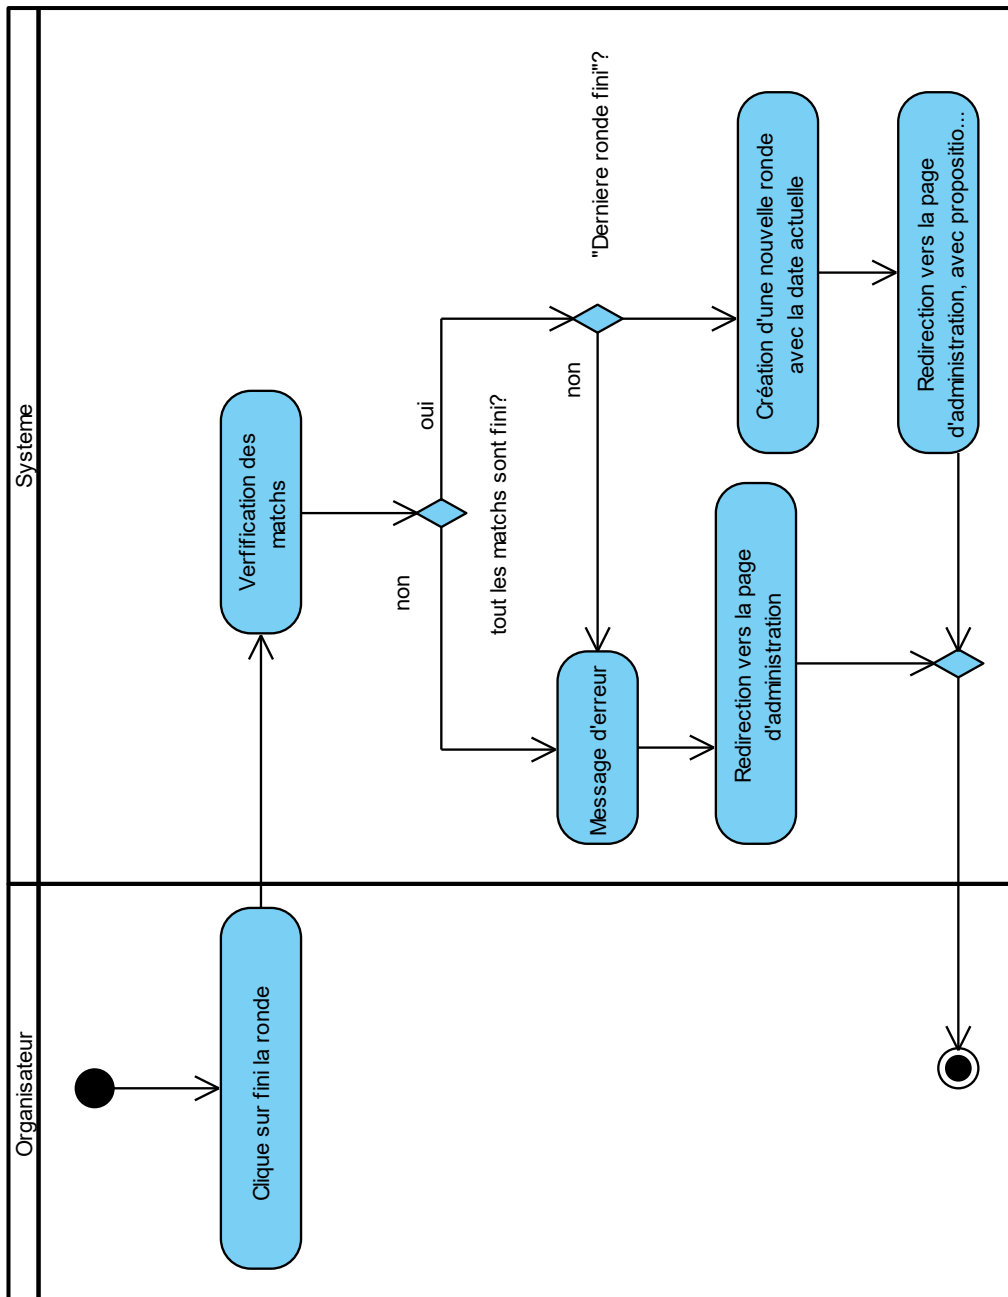 Organisateur
Systeme
Clique sur fini la ronde
Verfification des
matchs
non
oui
tout les matchs sont fini?
"Derniere ronde fini"?
non
Message d'erreur
Redirection vers la page
d'administration
Création d'une nouvelle ronde
avec la date actuelle
Redirection vers la page
d'administration, avec propositio...